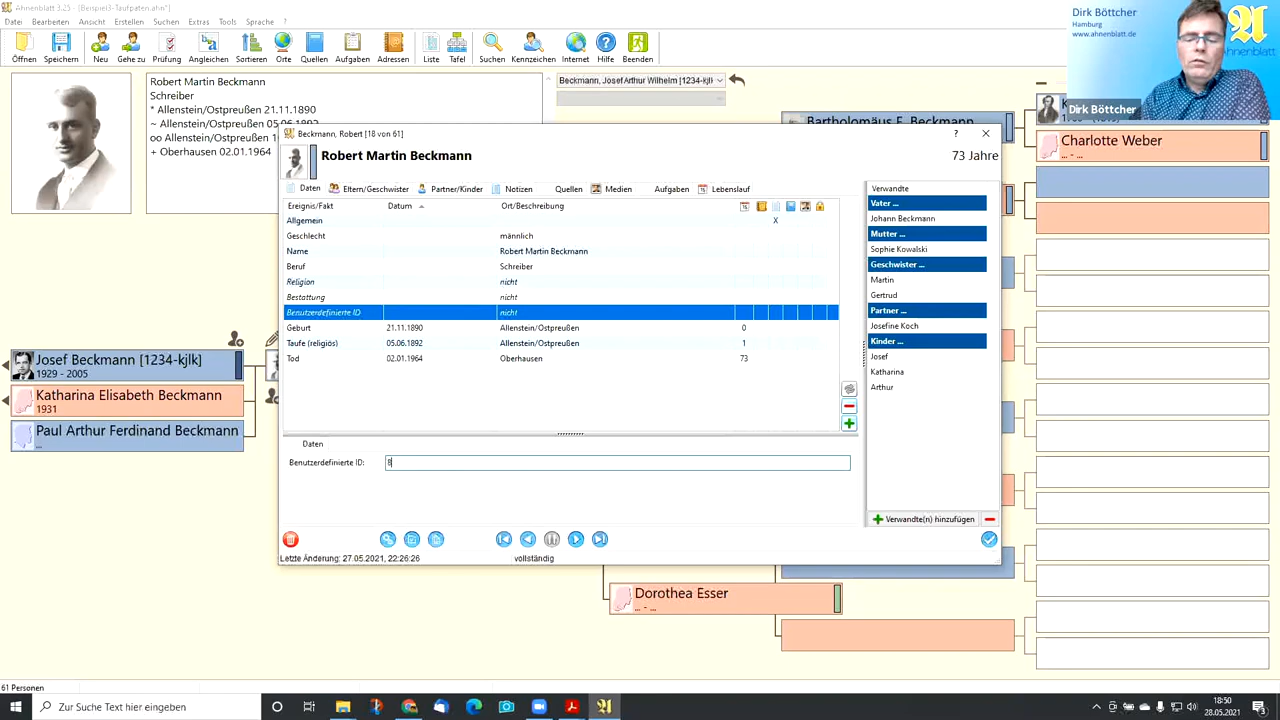 Ahnenblatt 3.25 - [Beispiel3-Taufpaten.ahn*]
Datei Bearbeiten Ansicht Erstellen Suchen Extras Tools Sprache ?
Öffnen Speichern Neu Gehe zu Prüfung Angleichen Sortieren Orte Quellen Aufgaben Adressen Liste Tafel Suchen Kennzeichen Internet Hilfe Beenden
Dirk Böttcher
Hamburg
www.ahnenblatt.de
Ahnenblatt
Dirk Böttcher
Robert Martin Beckmann
Schreiber
* Allenstein/Ostpreußen 21.11.1890
~ Allenstein/Ostpreußen 05.06.1892
oo Allenstein/Ostpreußen
+ Oberhausen 02.01.1964
Beckmann, Josef Arthur Wilhelm [1234-kjlk
Bartholomäus F. Beckmann
Charlotte Weber
... - ...
Beckmann, Robert [18 von 61]
? ×
Robert Martin Beckmann
73 Jahre
Daten Eltern/Geschwister Partner/Kinder Notizen Quellen Medien Aufgaben Lebenslauf
Ereignis/Fakt Datum Ort/Beschreibung
Allgemein X
Geschlecht männlich
Name Robert Martin Beckmann
Beruf Schreiber
Religion nicht
Bestattung nicht
Benutzerdefinierte ID nicht
Geburt 21.11.1890 Allenstein/Ostpreußen 0
Taufe (religiös) 05.06.1892 Allenstein/Ostpreußen 1
Tod 02.01.1964 Oberhausen 73
Verwandte
Vater ...
Johann Beckmann
Mutter ...
Sophie Kowalski
Geschwister ...
Martin
Gertrud
Partner ...
Josefine Koch
Kinder ...
Josef
Katharina
Arthur
Verwandte(n) hinzufügen
Daten
Benutzerdefinierte ID: 8
Letzte Änderung: 27.05.2021, 22:26:26 vollständig
Josef Beckmann [1234-kjlk]
1929 - 2005
Katharina Elisabeth Beckmann
1931
Paul Arthur Ferdinand Beckmann
...
Dorothea Esser
... - ...
61 Personen
Zur Suche Text hier eingeben
18:50
28.05.2021